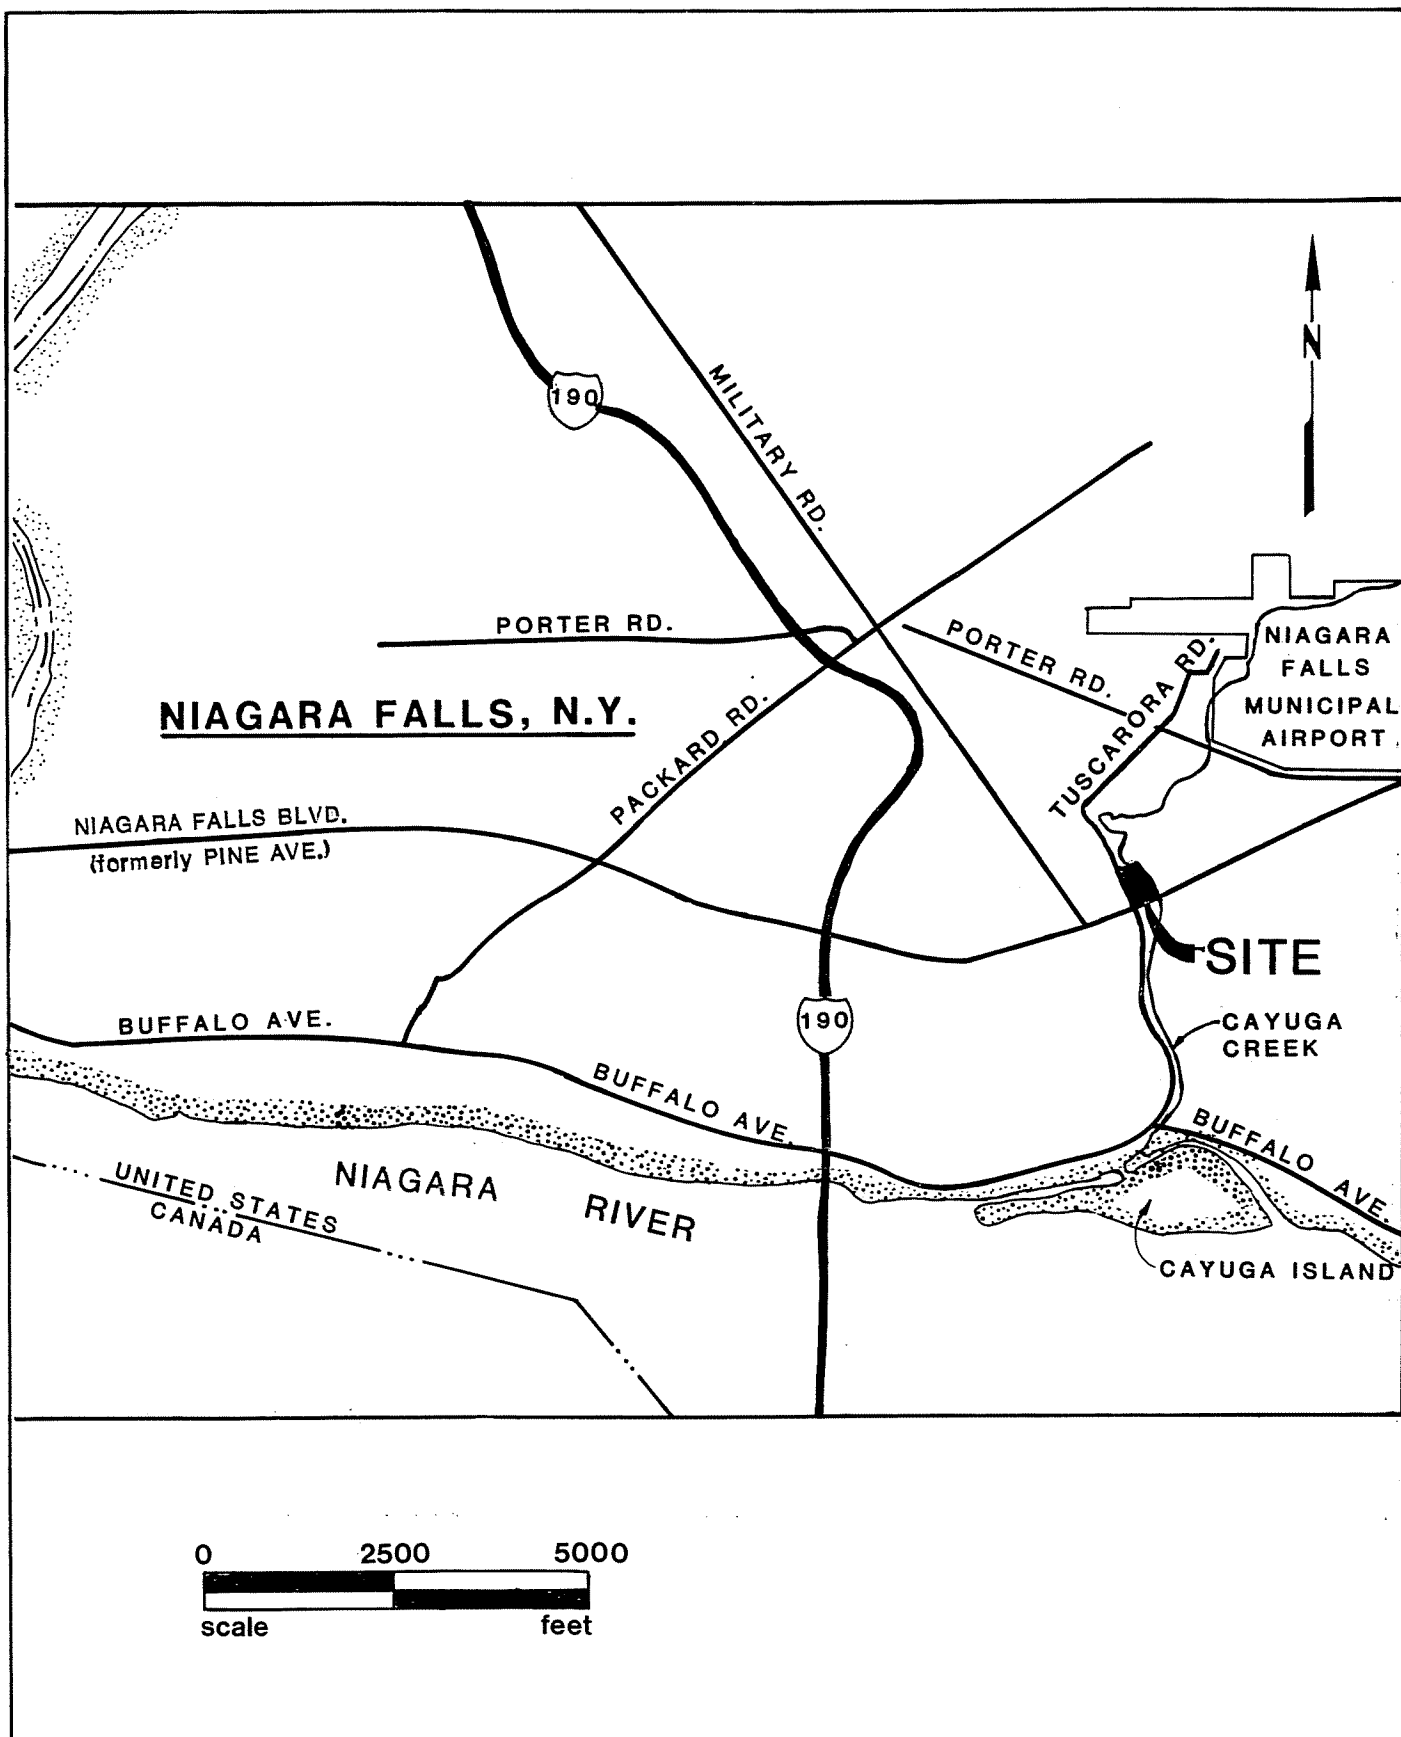 190
MILITARY RD.
N
PORTER RD.
PORTER RD.
TUSCARORA RD.
NIAGARA
FALLS
MUNICIPAL
AIRPORT
NIAGARA FALLS, N.Y.
PACKARD RD.
NIAGARA FALLS BLVD.
(formerly PINE AVE.)
SITE
BUFFALO AVE.
190
CAYUGA
CREEK
BUFFALO AVE.
BUFFALO AVE.
NIAGARA RIVER
UNITED STATES
CANADA
CAYUGA ISLAND
0 2500 5000
scale feet